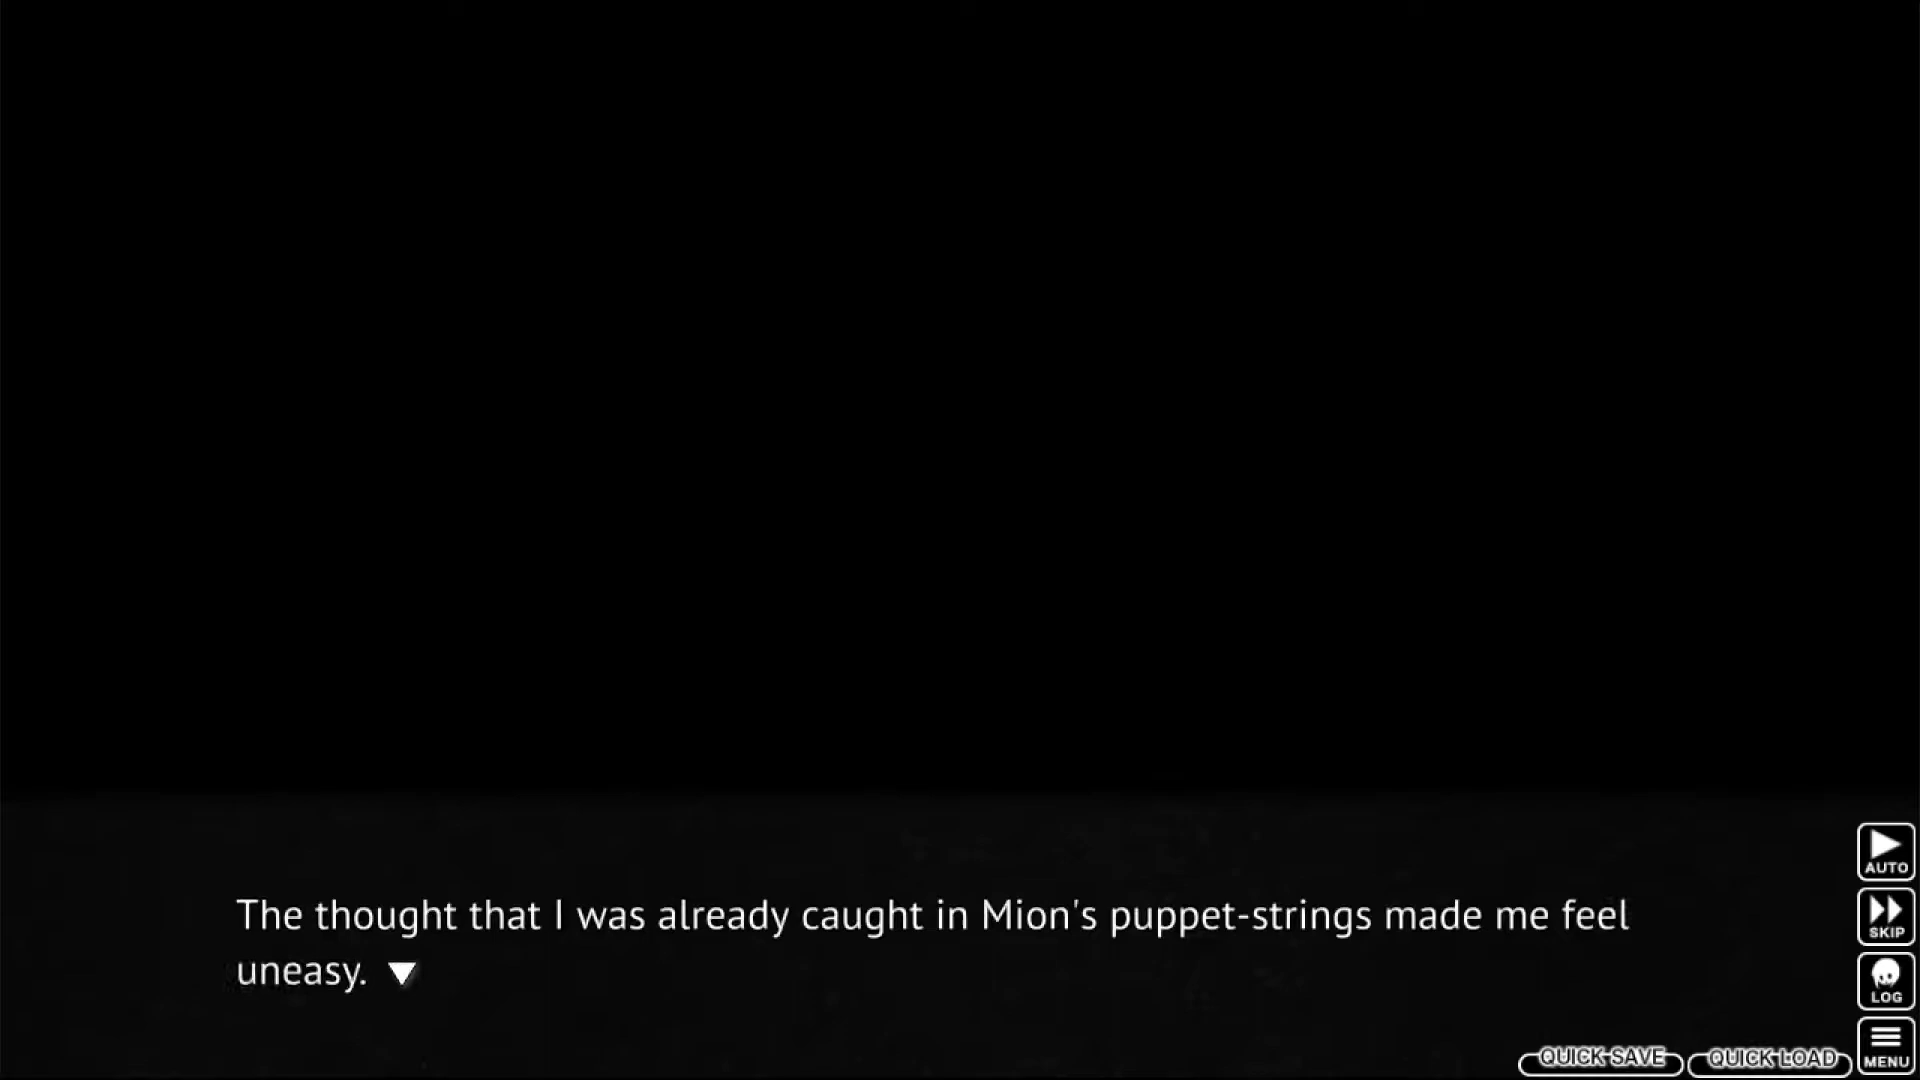 The thought that I was already caught in Mion's puppet-strings made me feel
uneasy.
AUTO
SKIP
LOG
MENU
QUICK SAVE
QUICK LOAD